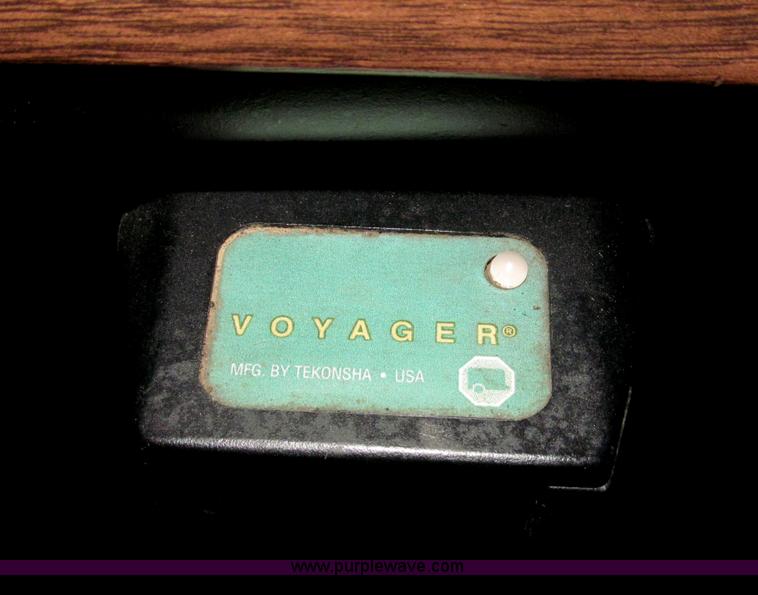 VOYAGER®
MFG. BY TEKONSHA • USA
www.purplewave.com